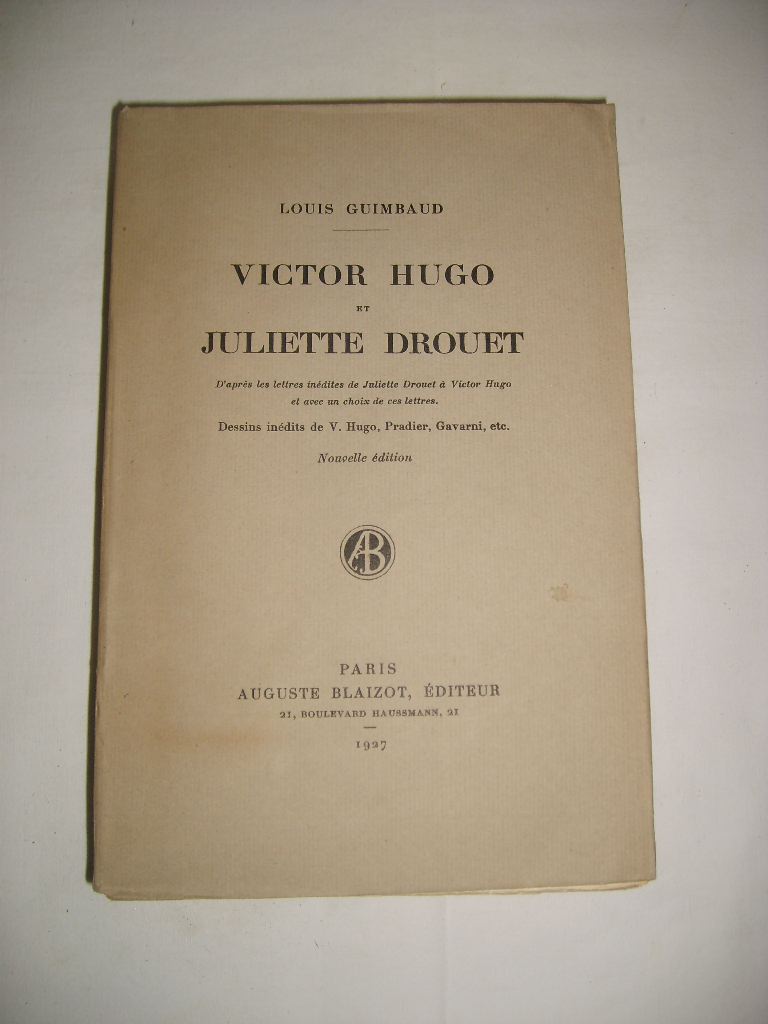 LOUIS GUIMBAUD
VICTOR HUGO
ET
JULIETTE DROUET
D'après les lettres inédites de Juliette Drouet à Victor Hugo
et avec un choix de ces lettres.
Dessins inédits de V. Hugo, Pradier, Gavarni, etc.
Nouvelle édition
AB
PARIS
AUGUSTE BLAIZOT, ÉDITEUR
21, BOULEVARD HAUSSMANN, 21
1927